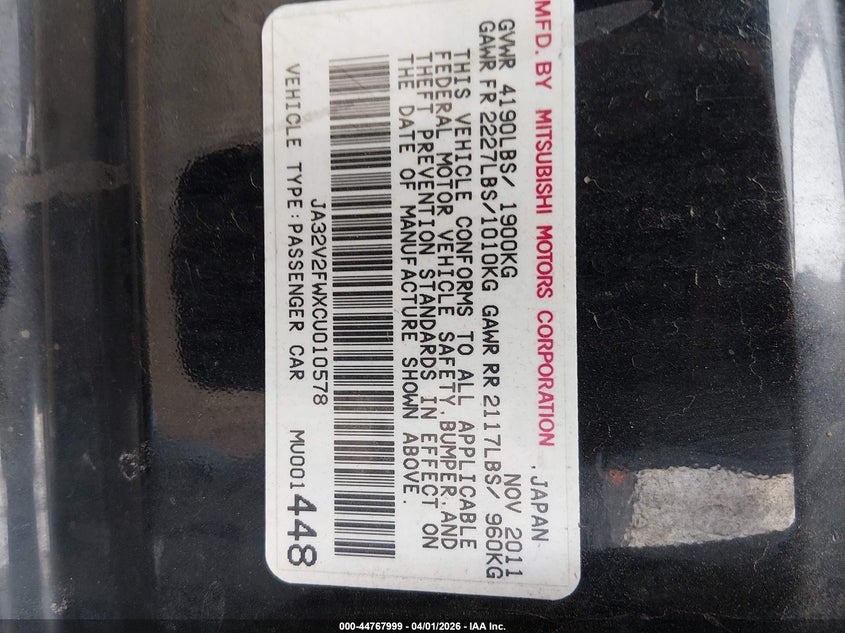 MFD. BY MITSUBISHI MOTORS CORPORATION, JAPAN
NOV 2011
GVWR 4190LBS/ 1900KG
GAWR FR 2227LBS/1010KG GAWR RR 2117LBS/ 960KG
THIS VEHICLE CONFORMS TO ALL APPLICABLE
FEDERAL MOTOR VEHICLE SAFETY, BUMPER, AND
THEFT PREVENTION STANDARDS IN EFFECT ON
THE DATE OF MANUFACTURE SHOWN ABOVE.
JA32V2FWXCU010578
VEHICLE TYPE: PASSENGER CAR MU001448
000-44767999 - 04/01/2026 - IAA Inc.